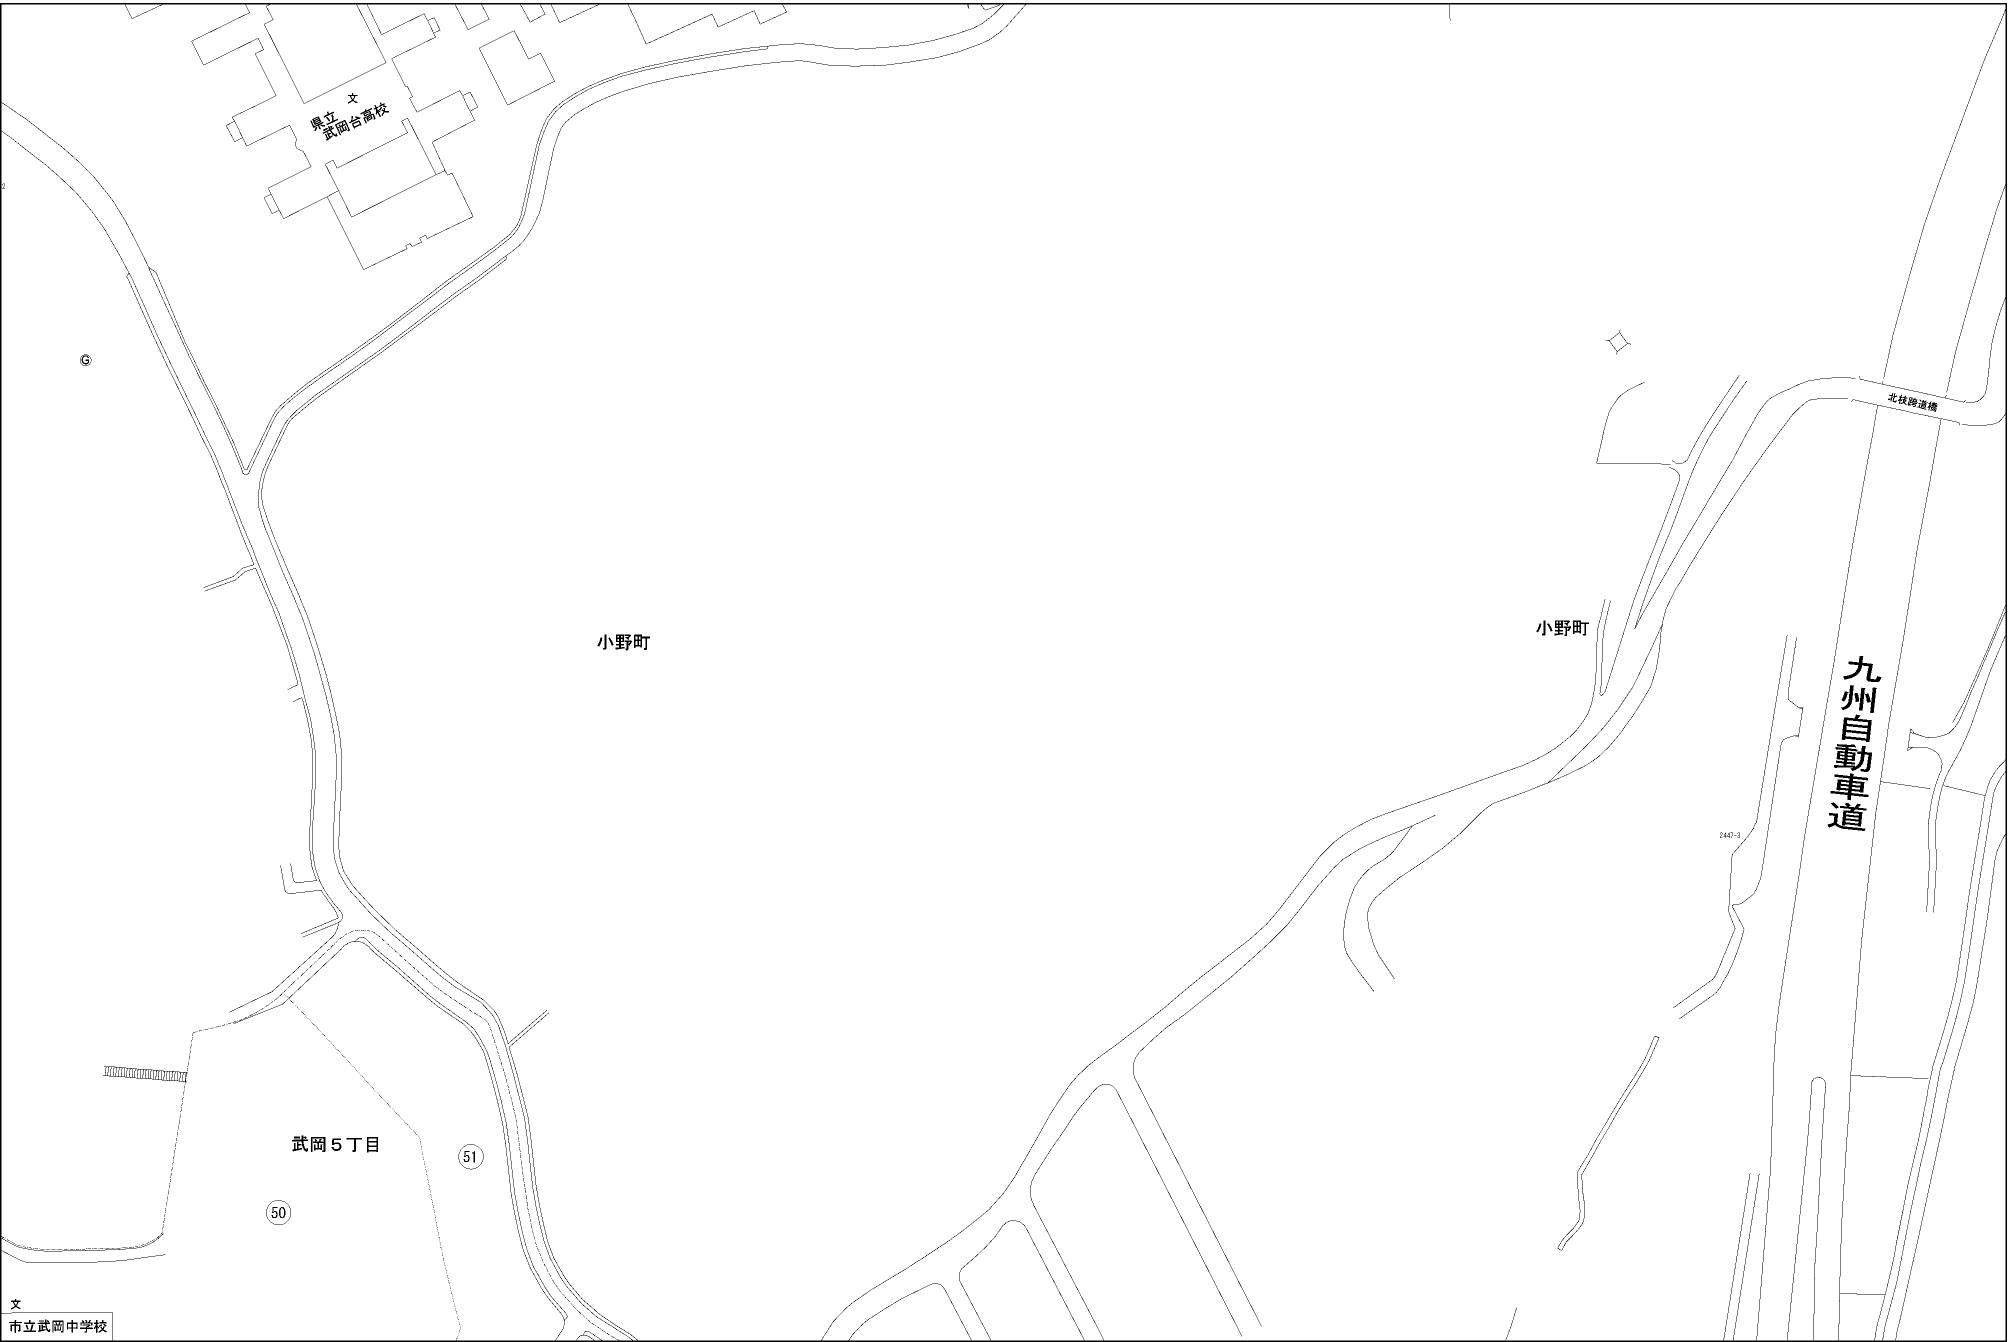 文
県立
武岡台高校
2
G
北枝跨道橋
小野町
小野町
九州自動車道
2447-3
武岡5丁目
51
50
文
市立武岡中学校